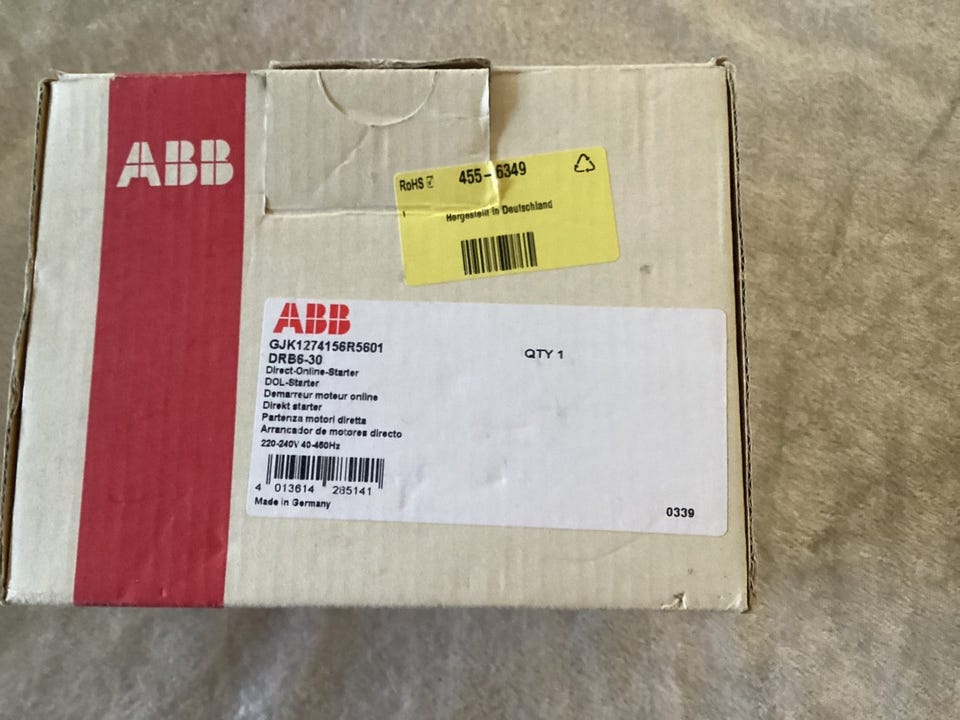 ABB
RoHS 455-6349
Hergestellt in Deutschland
ABB
GJK1274156R5601
DRB6-30
QTY 1
Direct-Online-Starter
DOL-Starter
Demarreur moteur online
Direkt starter
Partenza motori diretta
Arrancador de motores directo
220-240V 40-450Hz
4 013614 285141
Made in Germany
0339